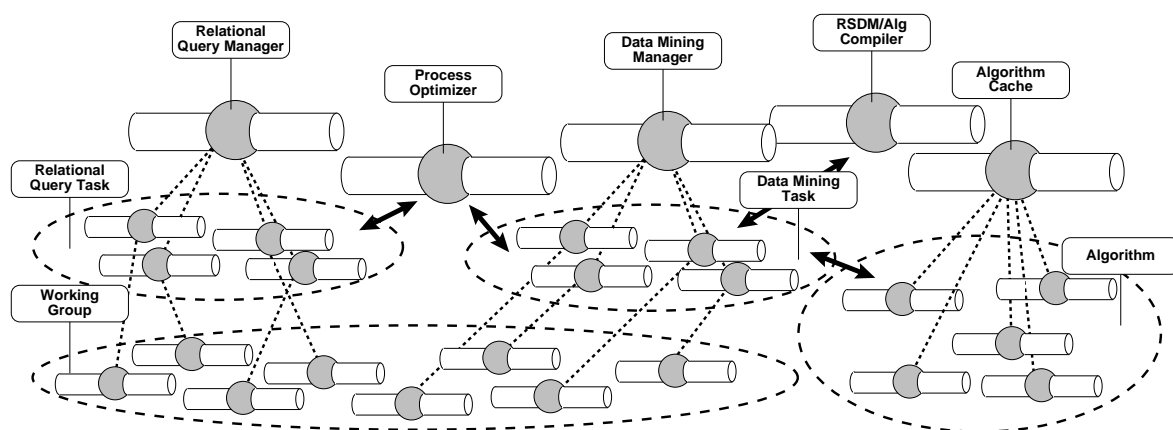 Relational
Query Manager
Process
Optimizer
Data Mining
Manager
RSDM/Alg
Compiler
Algorithm
Cache
Relational
Query Task
Data Mining
Task
Algorithm
Working
Group